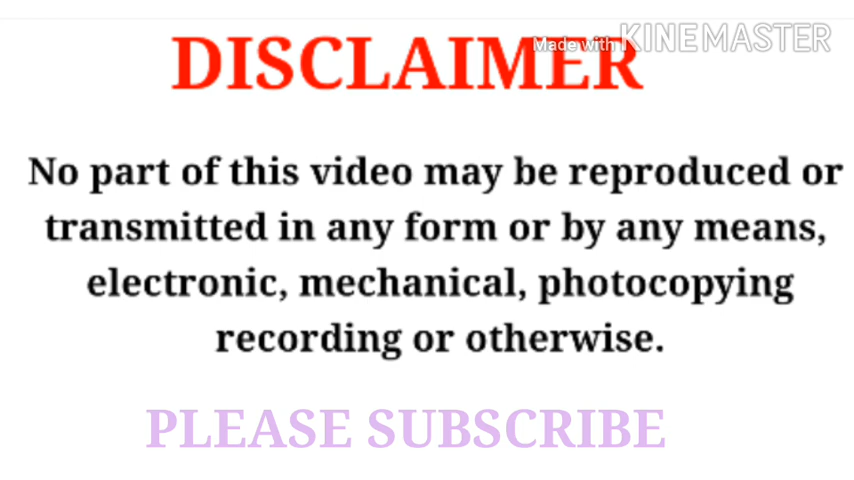 Made with KINEMASTER
DISCLAIMER
No part of this video may be reproduced or
transmitted in any form or by any means,
electronic, mechanical, photocopying
recording or otherwise.
PLEASE SUBSCRIBE